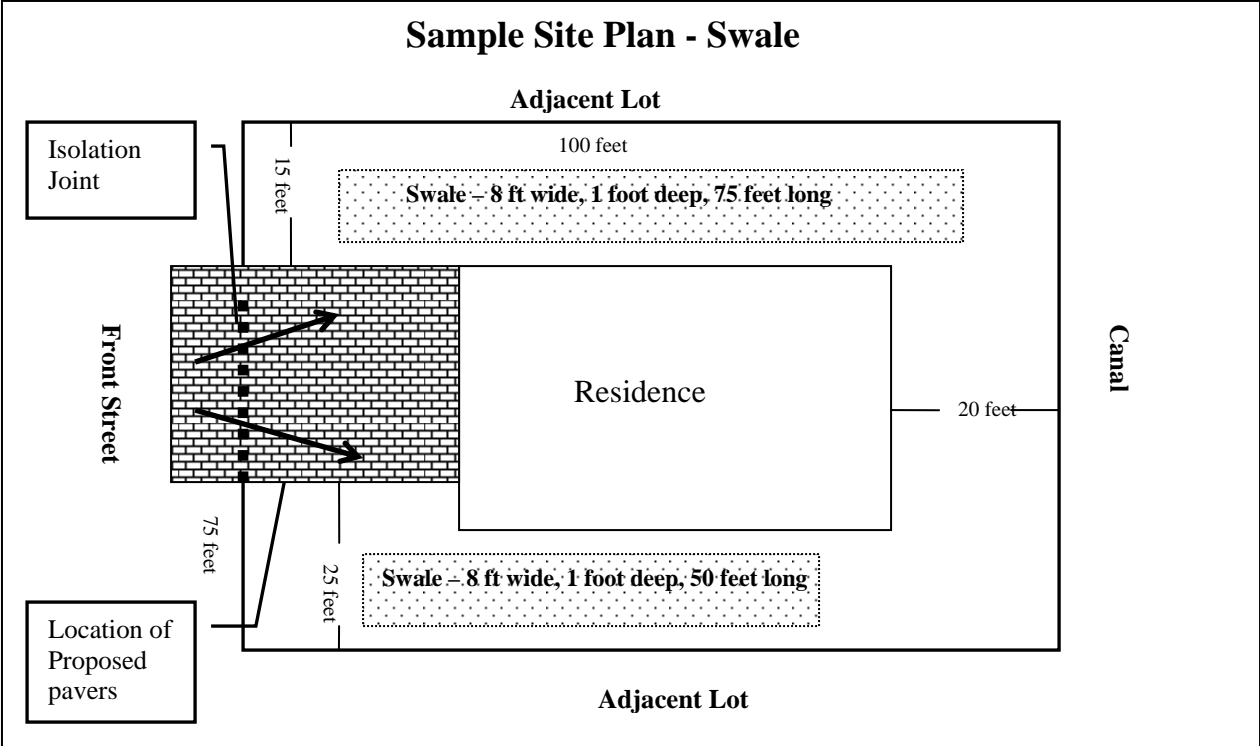 Sample Site Plan - Swale
Adjacent Lot
Isolation
Joint
100 feet
15 feet
Swale – 8 ft wide, 1 foot deep, 75 feet long
Front Street
Residence
Canal
20 feet
75 feet
25 feet
Swale – 8 ft wide, 1 foot deep, 50 feet long
Location of
Proposed
pavers
Adjacent Lot